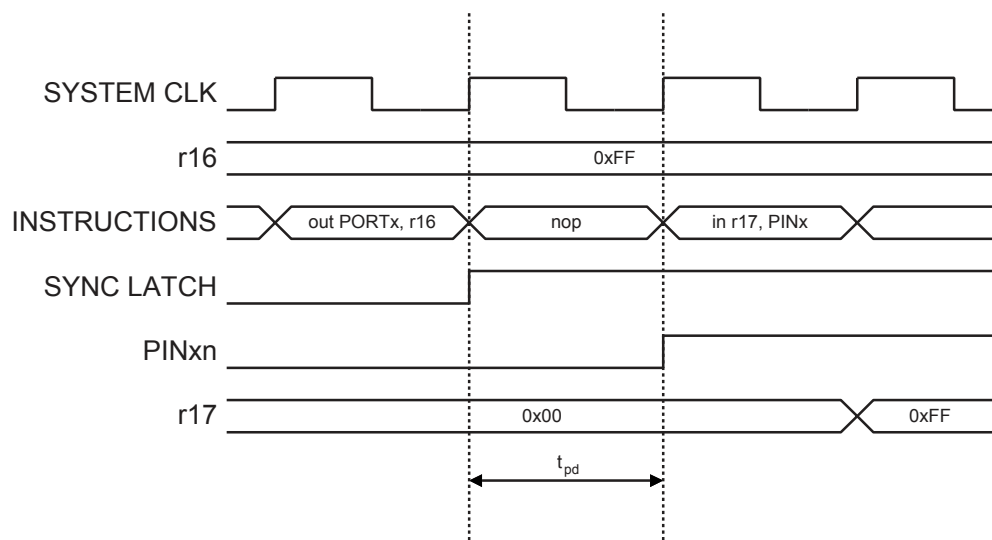 SYSTEM CLK
r16
0xFF
INSTRUCTIONS
out PORTx, r16
nop
in r17, PINx
SYNC LATCH
PINxn
r17
0x00
0xFF
tpd